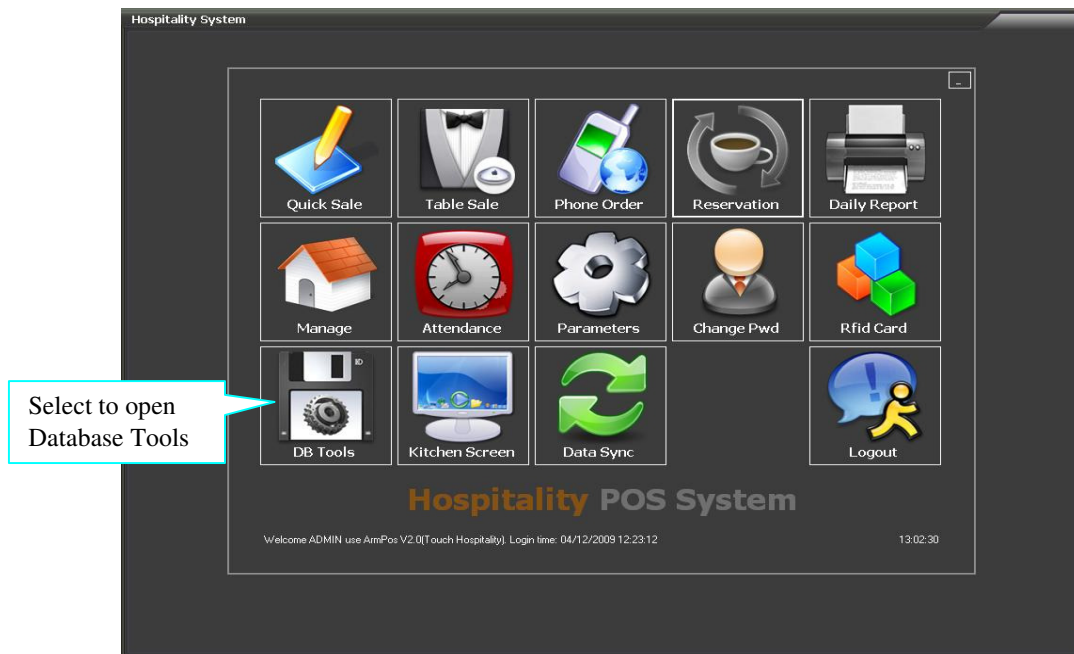 Hospitality System
Quick Sale
Table Sale
Phone Order
Reservation
Daily Report
Manage
Attendance
Parameters
Change Pwd
Rfid Card
Select to open
Database Tools
DB Tools
Kitchen Screen
Data Sync
Logout
Hospitality POS System
Welcome ADMIN use ArmPos V2.0(Touch Hospitality). Login time: 04/12/2009 12:23:12
13:02:30